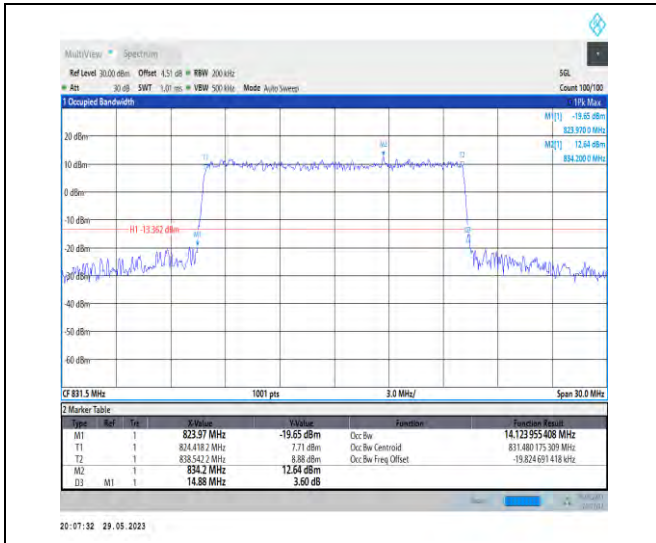 MultiView Spectrum
Ref Level 30.00 dBm Offset 4.51 dB RBW 200 kHz SGL
Att 30 dB SWT 1.01 ms VBW 500 kHz Mode Auto Sweep Count 100/100
1 Occupied Bandwidth 1Pk Max
M1[1] -19.65 dBm
823.970 0 MHz
M2[1] 12.64 dBm
834.200 0 MHz
20 dBm
M2
T1 T2
10 dBm
0 dBm
-10 dBm
H1 -13.362 dBm
M1 D3
-20 dBm
-30 dBm
-40 dBm
-50 dBm
-60 dBm
CF 831.5 MHz 1001 pts 3.0 MHz/ Span 30.0 MHz
2 Marker Table
Type Ref Trc X-Value Y-Value Function Function Result
M1 1 823.97 MHz -19.65 dBm Occ Bw 14.123 955 408 MHz
T1 1 824.418 2 MHz 7.71 dBm Occ Bw Centroid 831.480 175 309 MHz
T2 1 838.542 2 MHz 8.88 dBm Occ Bw Freq Offset -19.824 691 418 kHz
M2 1 834.2 MHz 12.64 dBm
D3 M1 1 14.88 MHz 3.60 dB
20:07:32 29.05.2023